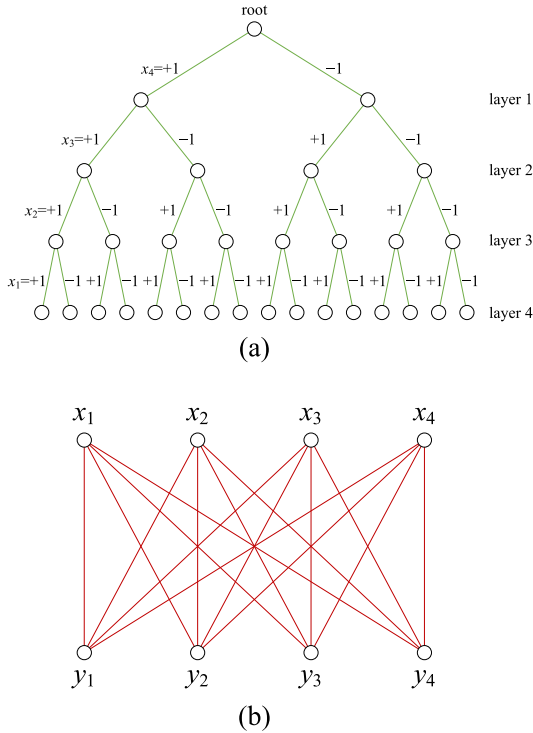 root
x₄=+1 −1
layer 1
x₃=+1 −1 +1 −1
layer 2
x₂=+1 −1 +1 −1 +1 −1 +1 −1
layer 3
x₁=+1 −1 +1 −1 +1 −1 +1 −1 +1 −1 +1 −1 +1 −1 +1 −1
layer 4
(a)
x₁ x₂ x₃ x₄
y₁ y₂ y₃ y₄
(b)